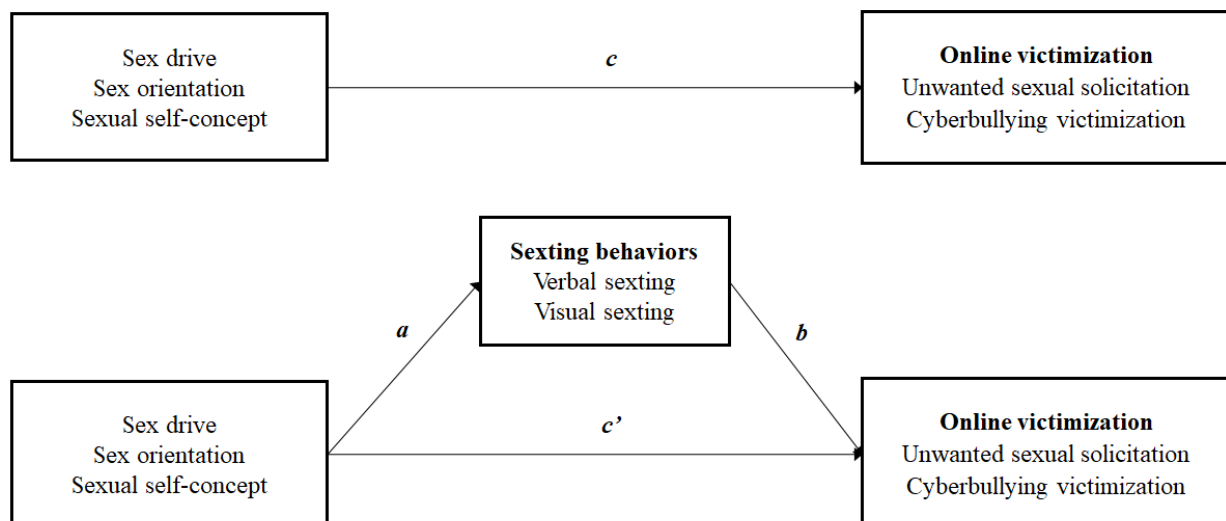 Sex drive
Sex orientation
Sexual self-concept
c
Online victimization
Unwanted sexual solicitation
Cyberbullying victimization
Sexting behaviors
Verbal sexting
Visual sexting
a
b
Sex drive
Sex orientation
Sexual self-concept
c’
Online victimization
Unwanted sexual solicitation
Cyberbullying victimization